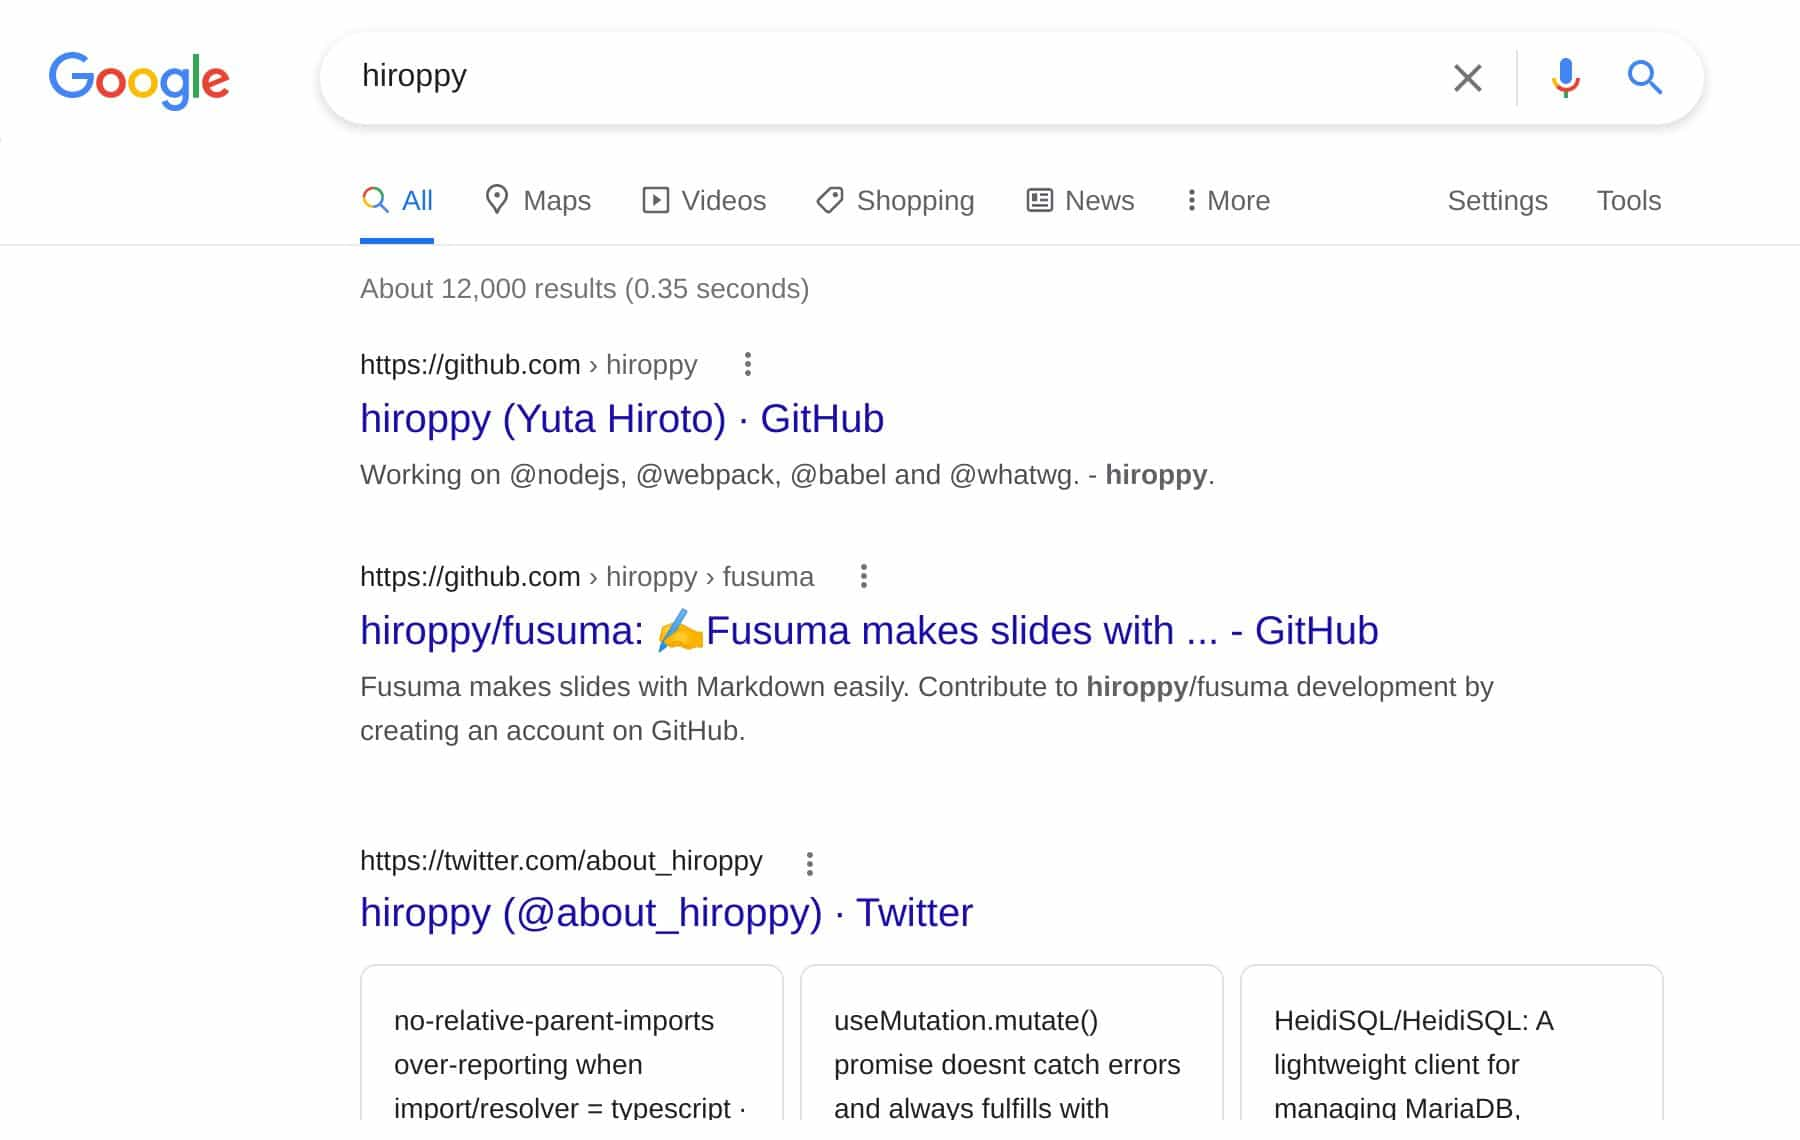 Google
hiroppy
All Maps Videos Shopping News More Settings Tools
About 12,000 results (0.35 seconds)
https://github.com › hiroppy
hiroppy (Yuta Hiroto) · GitHub
Working on @nodejs, @webpack, @babel and @whatwg. - hiroppy.
https://github.com › hiroppy › fusuma
hiroppy/fusuma: ✍Fusuma makes slides with ... - GitHub
Fusuma makes slides with Markdown easily. Contribute to hiroppy/fusuma development by
creating an account on GitHub.
https://twitter.com/about_hiroppy
hiroppy (@about_hiroppy) · Twitter
no-relative-parent-imports
over-reporting when
import/resolver = typescript ·
useMutation.mutate()
promise doesnt catch errors
and always fulfills with
HeidiSQL/HeidiSQL: A
lightweight client for
managing MariaDB,